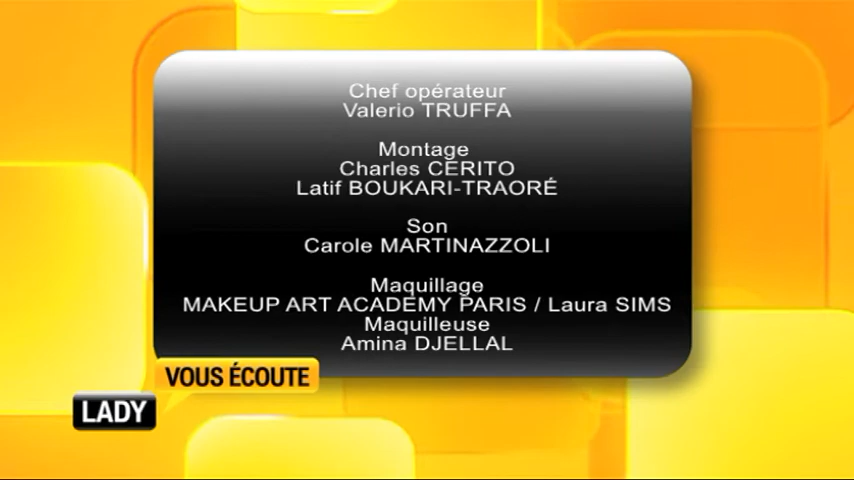 Chef opérateur
Valerio TRUFFA
Montage
Charles CERITO
Latif BOUKARI-TRAORÉ
Son
Carole MARTINAZZOLI
Maquillage
MAKEUP ART ACADEMY PARIS / Laura SIMS
Maquilleuse
Amina DJELLAL
VOUS ÉCOUTE
LADY